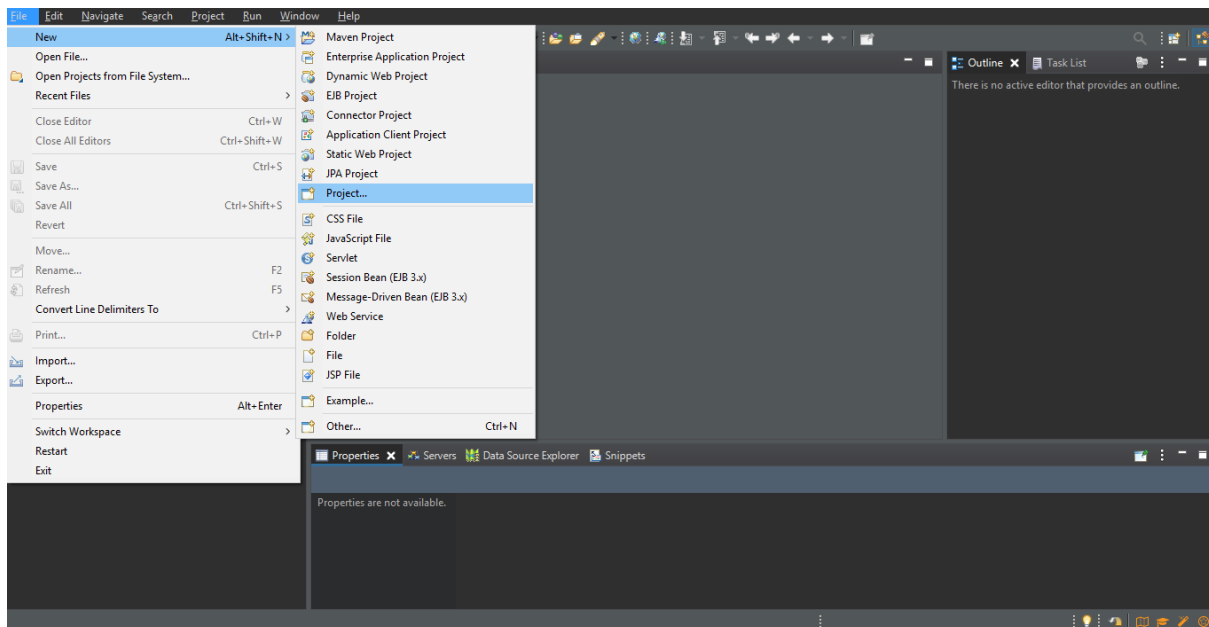 File Edit Navigate Search Project Run Window Help
New Alt+Shift+N >
Open File...
Open Projects from File System...
Recent Files >
Close Editor Ctrl+W
Close All Editors Ctrl+Shift+W
Save Ctrl+S
Save As...
Save All Ctrl+Shift+S
Revert
Move...
Rename... F2
Refresh F5
Convert Line Delimiters To >
Print... Ctrl+P
Import...
Export...
Properties Alt+Enter
Switch Workspace >
Restart
Exit
Maven Project
Enterprise Application Project
Dynamic Web Project
EJB Project
Connector Project
Application Client Project
Static Web Project
JPA Project
Project...
CSS File
JavaScript File
Servlet
Session Bean (EJB 3.x)
Message-Driven Bean (EJB 3.x)
Web Service
Folder
File
JSP File
Example...
Other... Ctrl+N
Outline Task List
There is no active editor that provides an outline.
Properties Servers Data Source Explorer Snippets
Properties are not available.